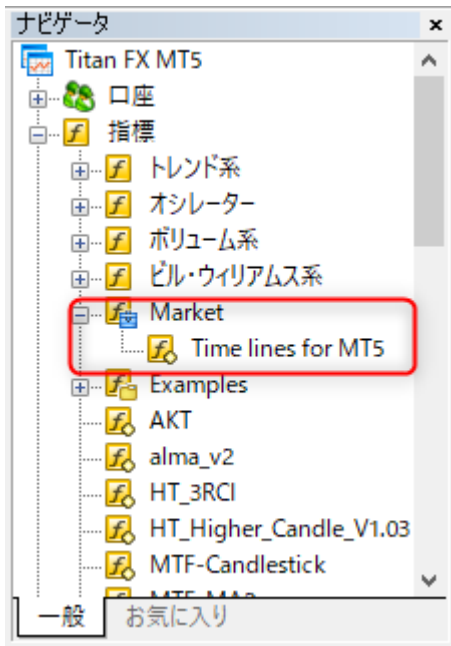 ナビゲータ
Titan FX MT5
口座
指標
トレンド系
オシレーター
ボリューム系
ビル・ウィリアムス系
Market
Time lines for MT5
Examples
AKT
alma_v2
HT_3RCI
HT_Higher_Candle_V1.03
MTF-Candlestick
一般 お気に入り